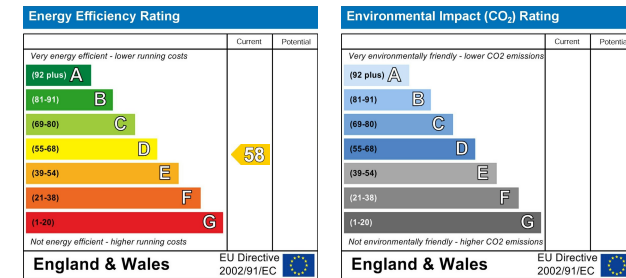 Energy Efficiency Rating
Current Potential
Very energy efficient - lower running costs
(92 plus) A
(81-91) B
(69-80) C
(55-68) D
58
(39-54) E
(21-38) F
(1-20) G
Not energy efficient - higher running costs
England & Wales
EU Directive
2002/91/EC
Environmental Impact (CO₂) Rating
Current Potential
Very environmentally friendly - lower CO2 emissions
(92 plus) A
(81-91) B
(69-80) C
(55-68) D
(39-54) E
(21-38) F
(1-20) G
Not environmentally friendly - higher CO2 emissions
England & Wales
EU Directive
2002/91/EC